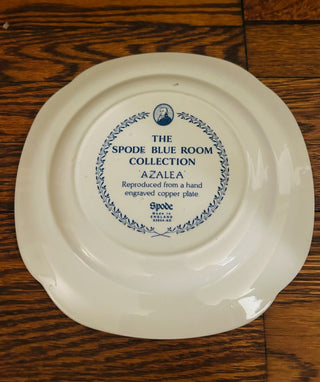 THE
SPODE BLUE ROOM
COLLECTION
'AZALEA'
Reproduced from a hand
engraved copper plate.
Spode
MADE IN
ENGLAND